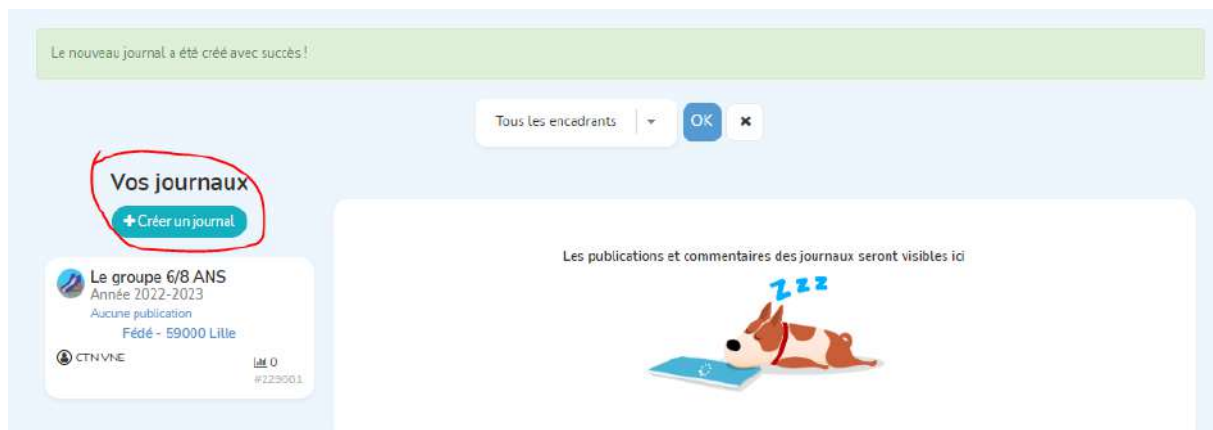 Le nouveau journal a été créé avec succès !
Tous les encadrants
OK
Vos journaux
Créer un journal
Les publications et commentaires des journaux seront visibles ici
z z z
Le groupe 6/8 ANS
Année 2022-2023
Aucune publication
Fédé - 59000 Lille
CTN VNE
0
#229001